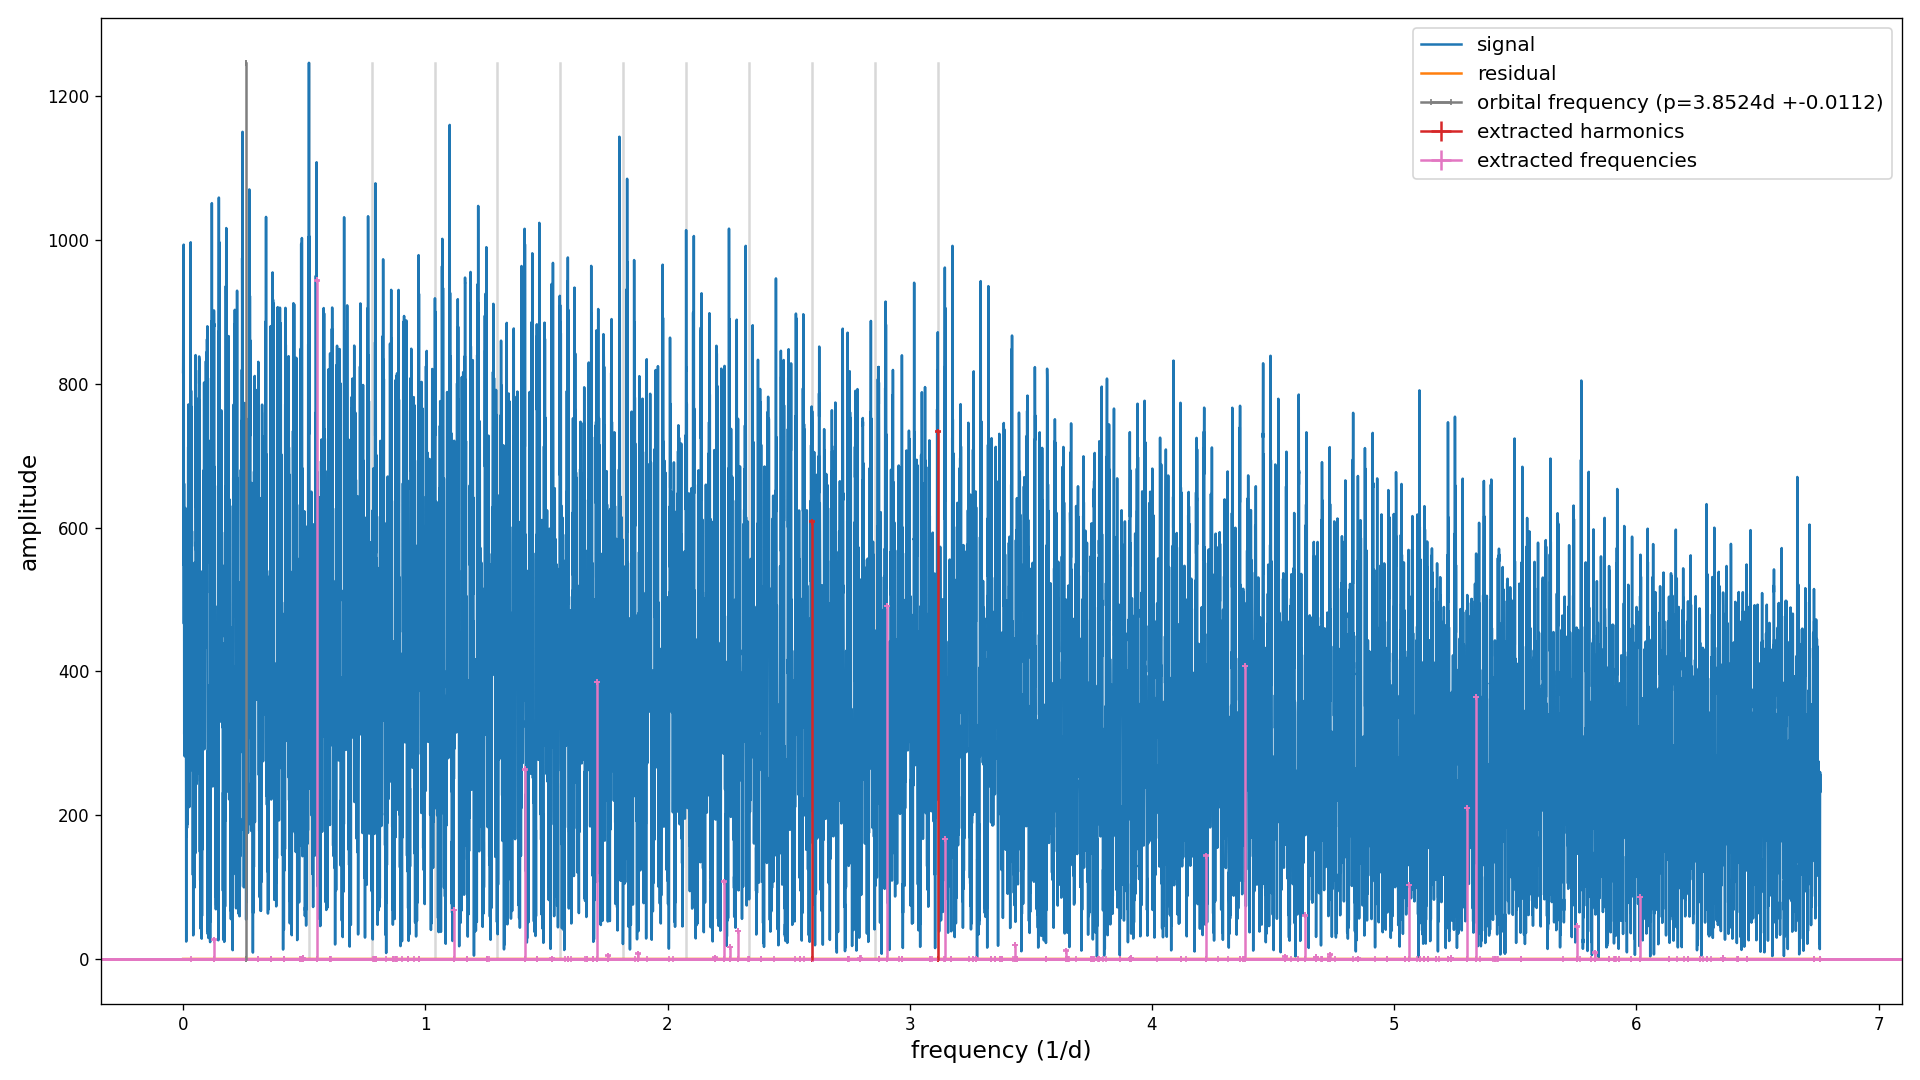 signal
residual
orbital frequency (p=3.8524d +-0.0112)
extracted harmonics
extracted frequencies
1200
1000
800
600
400
200
0
amplitude
0 1 2 3 4 5 6 7
frequency (1/d)